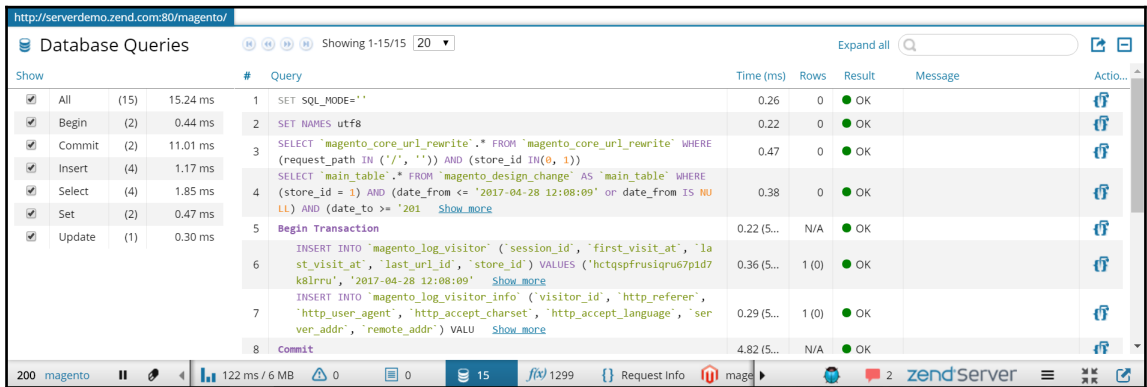 http://serverdemo.zend.com:80/magento/
Database Queries
Showing 1-15/15 20
Expand all
Show
# Query Time (ms) Rows Result Message Actio...
All (15) 15.24 ms
Begin (2) 0.44 ms
Commit (2) 11.01 ms
Insert (4) 1.17 ms
Select (4) 1.85 ms
Set (2) 0.47 ms
Update (1) 0.30 ms
1 SET SQL_MODE='' 0.26 0 OK
2 SET NAMES utf8 0.22 0 OK
3 SELECT `magento_core_url_rewrite`.* FROM `magento_core_url_rewrite` WHERE
(request_path IN ('/', '')) AND (store_id IN(0, 1))
0.47 0 OK
4 SELECT `main_table`.* FROM `magento_design_change` AS `main_table` WHERE
(store_id = 1) AND (date_from <= '2017-04-28 12:08:09' or date_from IS NU
LL) AND (date_to >= '201 Show more
0.38 0 OK
5 Begin Transaction 0.22 (5... N/A OK
6 INSERT INTO `magento_log_visitor` (`session_id`, `first_visit_at`, `la
st_visit_at`, `last_url_id`, `store_id`) VALUES ('hctqspfrusiqru67p1d7
k8lrru', '2017-04-28 12:08:09' Show more
0.36 (5... 1 (0) OK
7 INSERT INTO `magento_log_visitor_info` (`visitor_id`, `http_referer`,
`http_user_agent`, `http_accept_charset`, `http_accept_language`, `ser
ver_addr`, `remote_addr`) VALU Show more
0.29 (5... 1 (0) OK
8 Commit 4.82 (5... N/A OK
200 magento 122 ms / 6 MB 0 0 15 f(x) 1299 {} Request Info mage 2 zend server